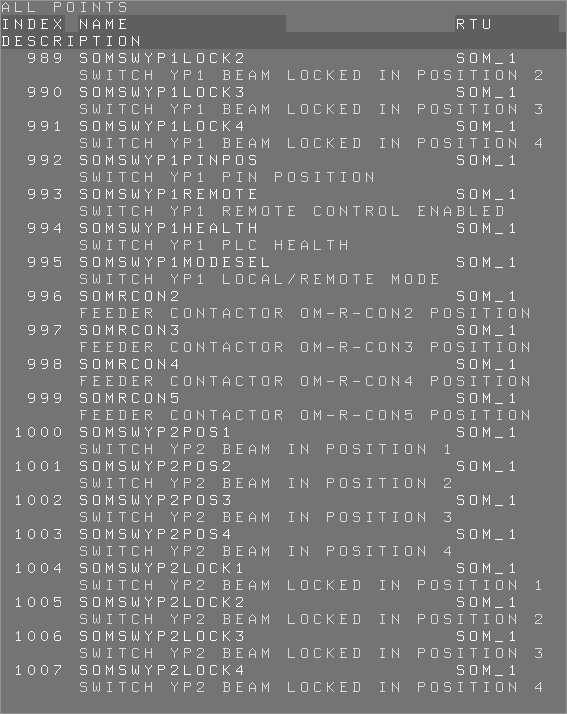 ALL POINTS
INDEX NAME RTU
DESCRIPTION
989 SOMSWYP1LOCK2 SOM_1
SWITCH YP1 BEAM LOCKED IN POSITION 2
990 SOMSWYP1LOCK3 SOM_1
SWITCH YP1 BEAM LOCKED IN POSITION 3
991 SOMSWYP1LOCK4 SOM_1
SWITCH YP1 BEAM LOCKED IN POSITION 4
992 SOMSWYP1PINPOS SOM_1
SWITCH YP1 PIN POSITION
993 SOMSWYP1REMOTE SOM_1
SWITCH YP1 REMOTE CONTROL ENABLED
994 SOMSWYP1HEALTH SOM_1
SWITCH YP1 PLC HEALTH
995 SOMSWYP1MODESEL SOM_1
SWITCH YP1 LOCAL/REMOTE MODE
996 SOMRCON2 SOM_1
FEEDER CONTACTOR OM-R-CON2 POSITION
997 SOMRCON3 SOM_1
FEEDER CONTACTOR OM-R-CON3 POSITION
998 SOMRCON4 SOM_1
FEEDER CONTACTOR OM-R-CON4 POSITION
999 SOMRCON5 SOM_1
FEEDER CONTACTOR OM-R-CON5 POSITION
1000 SOMSWYP2POS1 SOM_1
SWITCH YP2 BEAM IN POSITION 1
1001 SOMSWYP2POS2 SOM_1
SWITCH YP2 BEAM IN POSITION 2
1002 SOMSWYP2POS3 SOM_1
SWITCH YP2 BEAM IN POSITION 3
1003 SOMSWYP2POS4 SOM_1
SWITCH YP2 BEAM IN POSITION 4
1004 SOMSWYP2LOCK1 SOM_1
SWITCH YP2 BEAM LOCKED IN POSITION 1
1005 SOMSWYP2LOCK2 SOM_1
SWITCH YP2 BEAM LOCKED IN POSITION 2
1006 SOMSWYP2LOCK3 SOM_1
SWITCH YP2 BEAM LOCKED IN POSITION 3
1007 SOMSWYP2LOCK4 SOM_1
SWITCH YP2 BEAM LOCKED IN POSITION 4